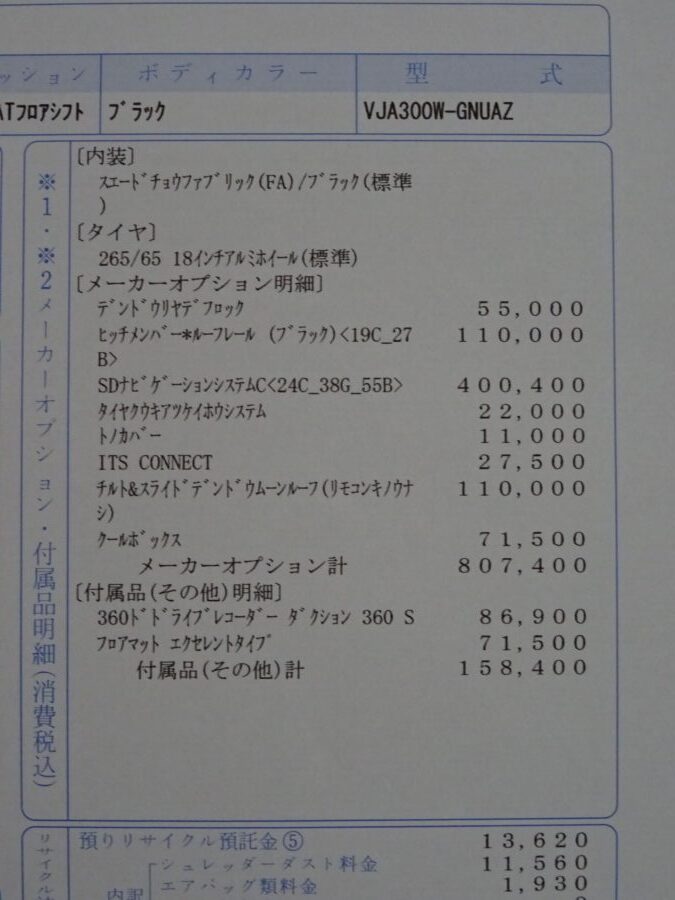 ッション ボディカラー 型 式
ATフロアシフト ブラック VJA300W-GNUAZ
※1・※2メーカーオプション・付属品明細(消費税込)
[内装]
スエードチョウファブリック(FA)/ブラック(標準
)
[タイヤ]
265/65 18インチアルミホイール(標準)
[メーカーオプション明細]
デンドウリヤデフロック 55,000
ヒッチメンバー*ルーフレール (ブラック)<19C_27 110,000
B>
SDナビゲーションシステムC<24C_38G_55B> 400,400
タイヤクウキアツケイホウシステム 22,000
トノカバー 11,000
ITS CONNECT 27,500
チルト&スライドデンドウムーンルーフ(リモコンキノウナ 110,000
シ)
クールボックス 71,500
メーカーオプション計 807,400
[付属品(その他)明細]
360ドドライブレコーダー ダクション 360 S 86,900
フロアマット エクセレントタイプ 71,500
付属品(その他)計 158,400
リサイクル
預りリサイクル預託金⑤ 13,620
内訳
シュレッダーダスト料金 11,560
エアバッグ類料金 1,930